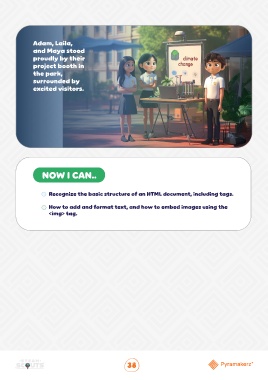 Adam, Laila,
and Maya stood
proudly by their
project booth in
the park,
surrounded by
excited visitors.
climate
change
NOW I CAN..
Recognize the basic structure of an HTML document, including tags.
How to add and format text, and how to embed images using the
<img> tag.
38
Pyramakerz